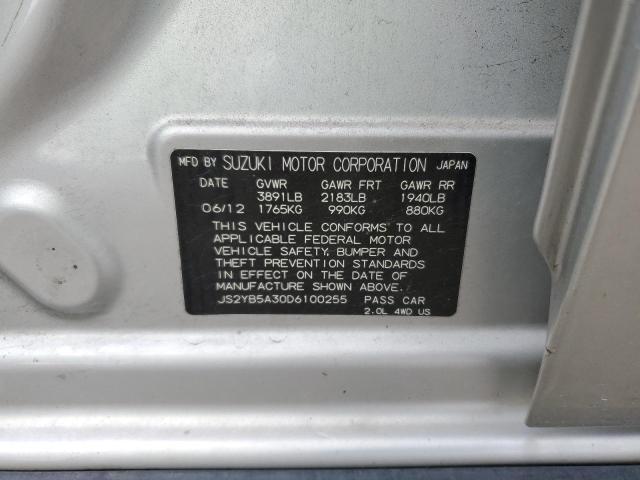 MFD BY SUZUKI MOTOR CORPORATION JAPAN
DATE GVWR GAWR FRT GAWR RR
3891LB 2183LB 1940LB
06/12 1765KG 990KG 880KG
THIS VEHICLE CONFORMS TO ALL
APPLICABLE FEDERAL MOTOR
VEHICLE SAFETY, BUMPER AND
THEFT PREVENTION STANDARDS
IN EFFECT ON THE DATE OF
MANUFACTURE SHOWN ABOVE.
JS2YB5A30D6100255 PASS CAR
2.0L 4WD US